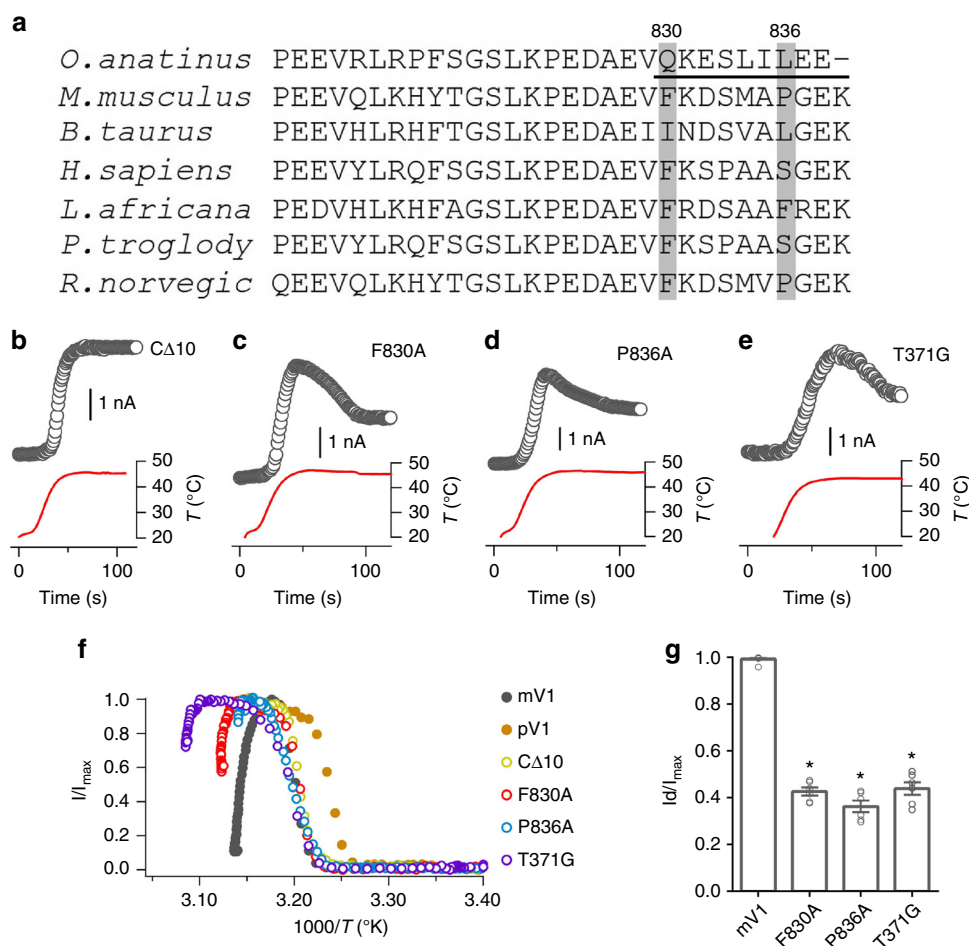 a
830 836
O.anatinus PEEVRLRPFSGSLKPEDAEVQKESLILEE–
M.musculus PEEVQLKHYTGSLKPEDAEVFKDSMAPGEK
B.taurus PEEVHLRHFTGSLKPEDAEIINDSVALGEK
H.sapiens PEEVYLRQFSGSLKPEDAEVFKSPAASGEK
L.africana PEDVHLKHFAGSLKPEDAEVFRDSAAFREK
P.troglody PEEVYLRQFSGSLKPEDAEVFKSPAASGEK
R.norvegic QEEVQLKHYTGSLKPEDAEVFKDSMVPGEK
b CΔ10
1 nA
50
40
30
20
T (°C)
0 100
Time (s)
c F830A
1 nA
50
40
30
20
T (°C)
0 100
Time (s)
d P836A
1 nA
50
40
30
20
T (°C)
0 100
Time (s)
e T371G
1 nA
50
40
30
20
T (°C)
0 100
Time (s)
f
I/Imax
1.0
0.8
0.6
0.4
0.2
0.0
3.10 3.20 3.30 3.40
1000/T (°K)
mV1
pV1
CΔ10
F830A
P836A
T371G
g
Id/Imax
1.0
0.8
0.6
0.4
0.2
0.0
* * *
mV1 F830A P836A T371G